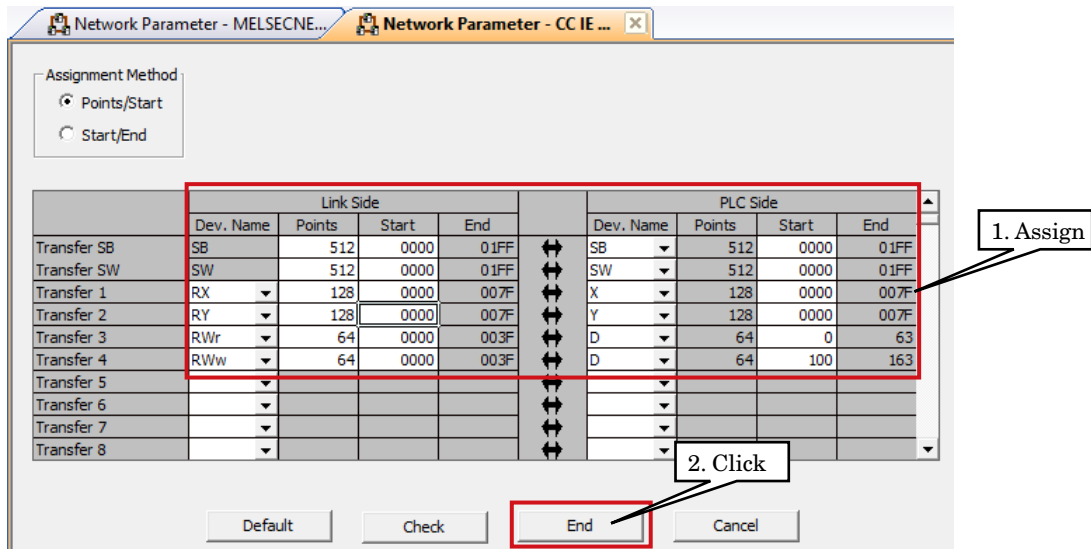 Network Parameter - MELSECNE... Network Parameter - CC IE ...
Assignment Method
Points/Start
Start/End
Link Side PLC Side
Dev. Name Points Start End Dev. Name Points Start End
Transfer SB SB 512 0000 01FF SB 512 0000 01FF
Transfer SW SW 512 0000 01FF SW 512 0000 01FF
Transfer 1 RX 128 0000 007F X 128 0000 007F
Transfer 2 RY 128 0000 007F Y 128 0000 007F
Transfer 3 RWr 64 0000 003F D 64 0 63
Transfer 4 RWw 64 0000 003F D 64 100 163
Transfer 5
Transfer 6
Transfer 7
Transfer 8
1. Assign
2. Click
Default Check End Cancel